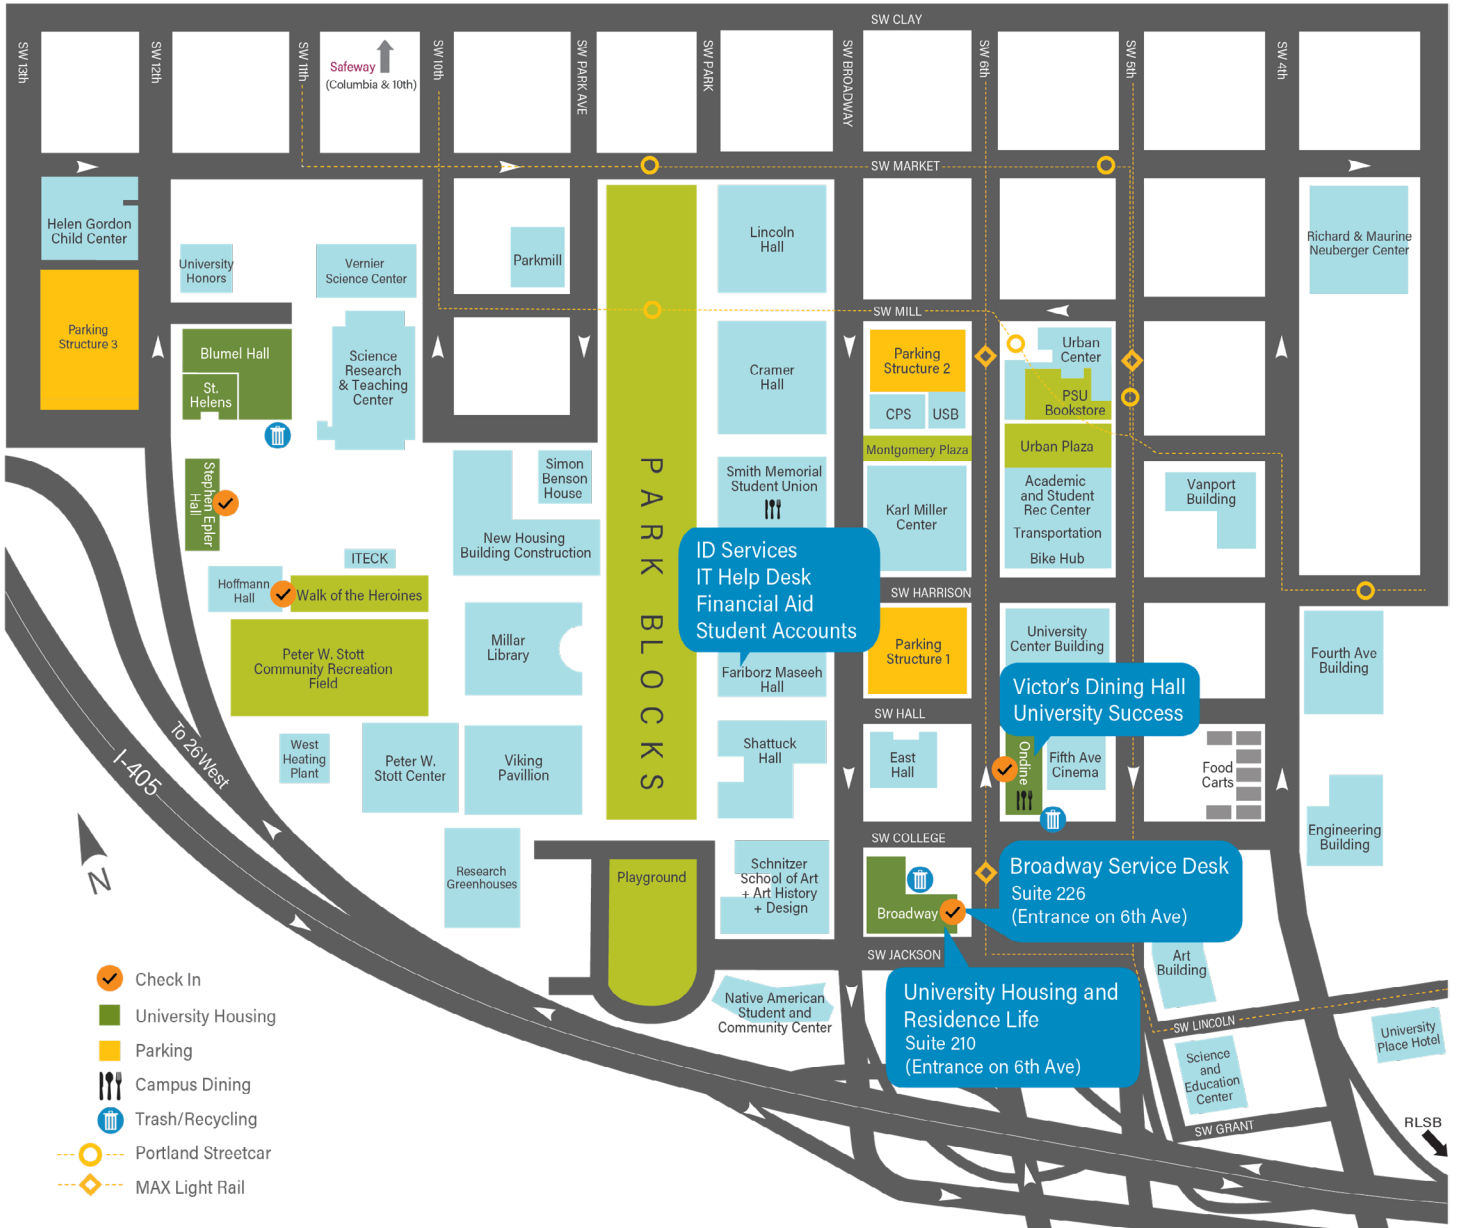 SW CLAY
SW 13th
SW 12th
SW 11th
SW 10th
SW PARK AVE
SW PARK
SW BROADWAY
SW 6th
SW 5th
SW 4th
Safeway
(Columbia & 10th)
SW MARKET
Helen Gordon
Child Center
University
Honors
Vernier
Science Center
Parkmill
Lincoln
Hall
Richard & Maurine
Neuberger Center
SW MILL
Parking
Structure 3
Blumel Hall
St.
Helens
Science
Research
& Teaching
Center
Cramer
Hall
Parking
Structure 2
CPS
USB
Urban
Center
PSU
Bookstore
Montgomery Plaza
Urban Plaza
Stephen Epler
Hall
Simon
Benson
House
New Housing
Building Construction
PARK BLOCKS
Smith Memorial
Student Union
Karl Miller
Center
Academic
and Student
Rec Center
Transportation
Bike Hub
Vanport
Building
ITECK
Hoffmann
Hall
Walk of the Heroines
ID Services
IT Help Desk
Financial Aid
Student Accounts
SW HARRISON
Peter W. Stott
Community Recreation
Field
Millar
Library
Fariborz Maseeh
Hall
Parking
Structure 1
University
Center Building
Fourth Ave
Building
Victor's Dining Hall
University Success
SW HALL
To 26 West
I-405
West
Heating
Plant
Peter W.
Stott Center
Viking
Pavillion
Shattuck
Hall
East
Hall
Ondine
Fifth Ave
Cinema
Food
Carts
Engineering
Building
SW COLLEGE
N
Research
Greenhouses
Playground
Schnitzer
School of Art
+ Art History
+ Design
Broadway
Broadway Service Desk
Suite 226
(Entrance on 6th Ave)
SW JACKSON
Art
Building
Native American
Student and
Community Center
University Housing and
Residence Life
Suite 210
(Entrance on 6th Ave)
SW LINCOLN
University
Place Hotel
Science
and
Education
Center
SW GRANT
RLSB
Check In
University Housing
Parking
Campus Dining
Trash/Recycling
Portland Streetcar
MAX Light Rail